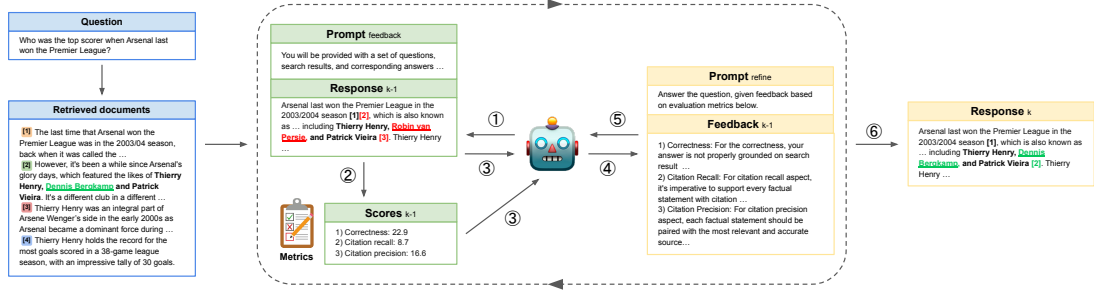 Question
Who was the top scorer when Arsenal last
won the Premier League?
Retrieved documents
[1] The last time that Arsenal won the
Premier League was in the 2003/04 season,
back when it was called the …
[2] However, it's been a while since Arsenal's
glory days, which featured the likes of Thierry
Henry, Dennis Bergkamp and Patrick
Vieira. It's a different club in a different …
[3] Thierry Henry was an integral part of
Arsene Wenger's side in the early 2000s as
Arsenal became a dominant force during …
[4] Thierry Henry holds the record for the
most goals scored in a 38-game league
season, with an impressive tally of 30 goals.
Prompt feedback
You will be provided with a set of questions,
search results, and corresponding answers …
Response k-1
Arsenal last won the Premier League in the
2003/2004 season [1][2], which is also known
as … including Thierry Henry, Robin van
Persie, and Patrick Vieira [3]. Thierry Henry
…
②
Metrics
Scores k-1
1) Correctness: 22.9
2) Citation recall: 8.7
3) Citation precision: 16.6
①
③
③
⑤
④
Prompt refine
Answer the question, given feedback based
on evaluation metrics below.
Feedback k-1
1) Correctness: For the correctness, your
answer is not properly grounded on
search result …
2) Citation Recall: For citation recall aspect,
it's imperative to support every factual
statement with citation …
3) Citation Precision: For citation precision
aspect, each factual statement should be
paired with the most relevant and accurate
source…
⑥
Response k
Arsenal last won the Premier League in the
2003/2004 season [1], which is also known as
… including Thierry Henry, Dennis
Bergkamp, and Patrick Vieira [2]. Thierry
Henry …